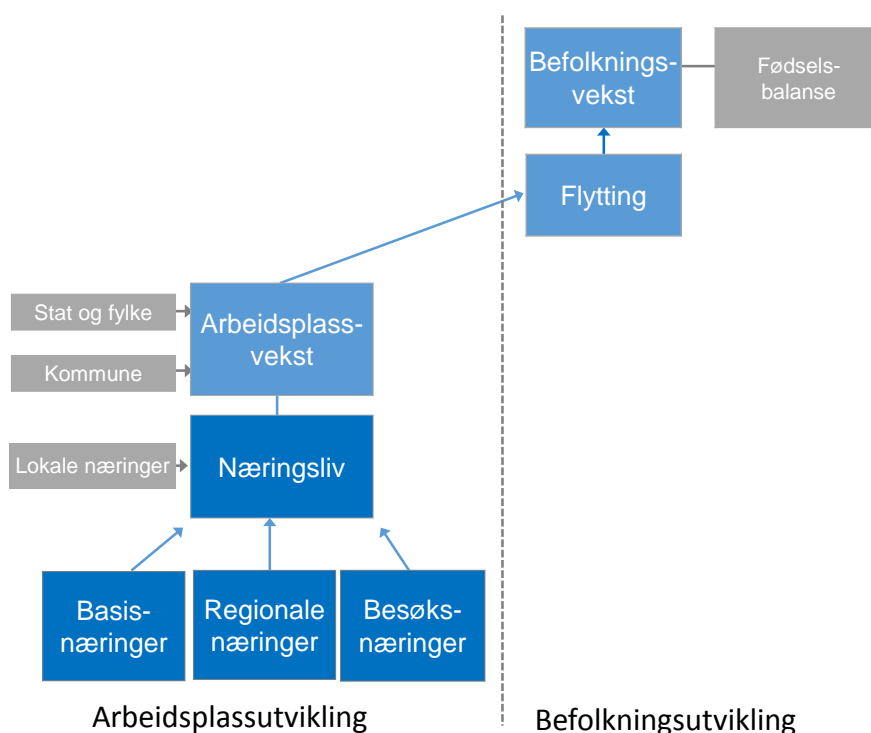 Befolknings-
vekst
Fødsels-
balanse
Flytting
Stat og fylke
Arbeidsplass-
vekst
Kommune
Lokale næringer
Næringsliv
Basis-
næringer
Regionale
næringer
Besøks-
næringer
Arbeidsplassutvikling
Befolkningsutvikling